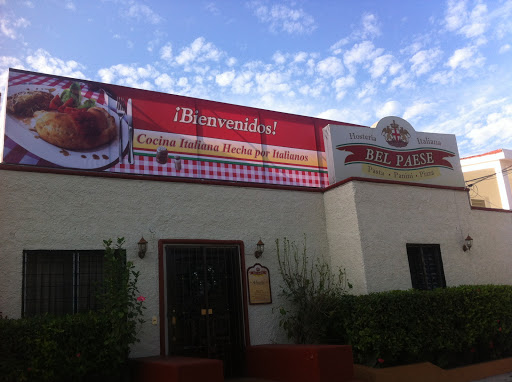 ¡Bienvenidos!
Cocina Italiana Hecha por Italianos
Hosteria Italiana
BEL PAESE
Pasta • Panini • Pizza